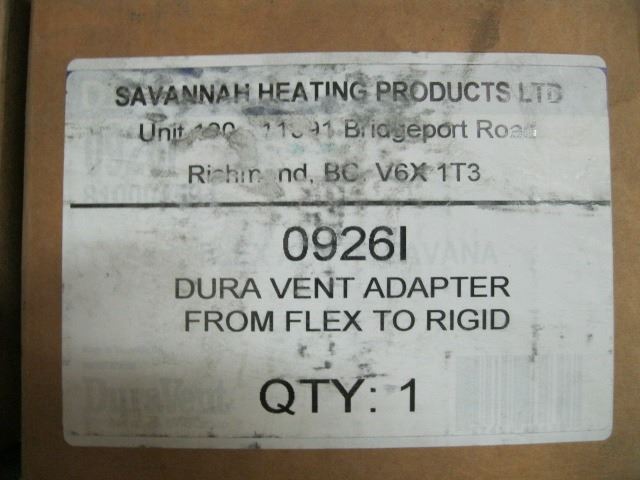 SAVANNAH HEATING PRODUCTS LTD
Unit Bridgeport Road
Richmond, BC V6X 1T3
0926I
DURA VENT ADAPTER
FROM FLEX TO RIGID
QTY: 1